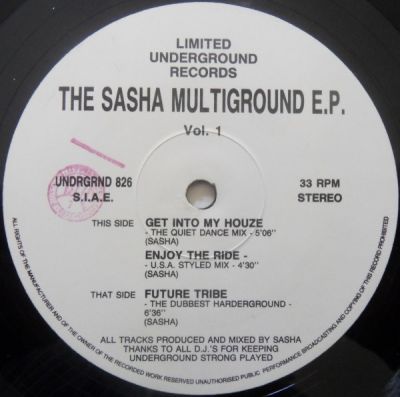 LIMITED
UNDERGROUND
RECORDS
THE SASHA MULTIGROUND E.P.
Vol. 1
UNDRGRND 826
S.I.A.E.
33 RPM
STEREO
THIS SIDE GET INTO MY HOUZE
- THE QUIET DANCE MIX - 5'06''
(SASHA)
ENJOY THE RIDE -
- U.S.A. STYLED MIX - 4'30''
(SASHA)
THAT SIDE FUTURE TRIBE
- THE DUBBEST HARDERGROUND -
6'36''
(SASHA)
ALL TRACKS PRODUCED AND MIXED BY SASHA
THANKS TO ALL D.J.'S FOR KEEPING
UNDERGROUND STRONG PLAYED
ALL RIGHTS OF THE MANUFACTURER AND OF THE OWNER OF THE RECORDED WORK RESERVED UNAUTHORISED PUBLIC PERFORMANCE BROADCASTING AND COPYING OF THIS RECORD PROHIBITED